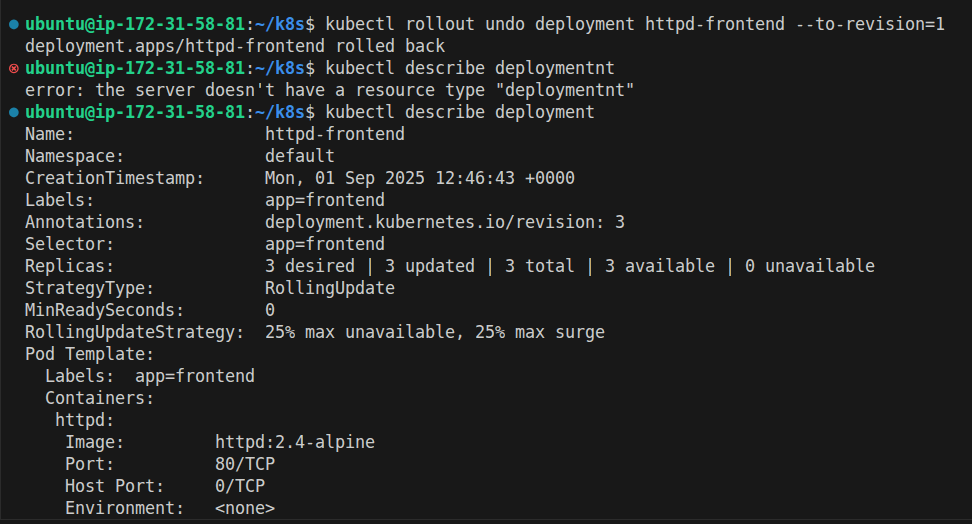 ubuntu@ip-172-31-58-81:~/k8s$ kubectl rollout undo deployment httpd-frontend --to-revision=1
deployment.apps/httpd-frontend rolled back
ubuntu@ip-172-31-58-81:~/k8s$ kubectl describe deploymentnt
error: the server doesn't have a resource type "deploymentnt"
ubuntu@ip-172-31-58-81:~/k8s$ kubectl describe deployment
Name:                   httpd-frontend
Namespace:              default
CreationTimestamp:      Mon, 01 Sep 2025 12:46:43 +0000
Labels:                 app=frontend
Annotations:            deployment.kubernetes.io/revision: 3
Selector:               app=frontend
Replicas:               3 desired | 3 updated | 3 total | 3 available | 0 unavailable
StrategyType:           RollingUpdate
MinReadySeconds:        0
RollingUpdateStrategy:  25% max unavailable, 25% max surge
Pod Template:
  Labels:  app=frontend
  Containers:
   httpd:
    Image:         httpd:2.4-alpine
    Port:          80/TCP
    Host Port:     0/TCP
    Environment:   <none>